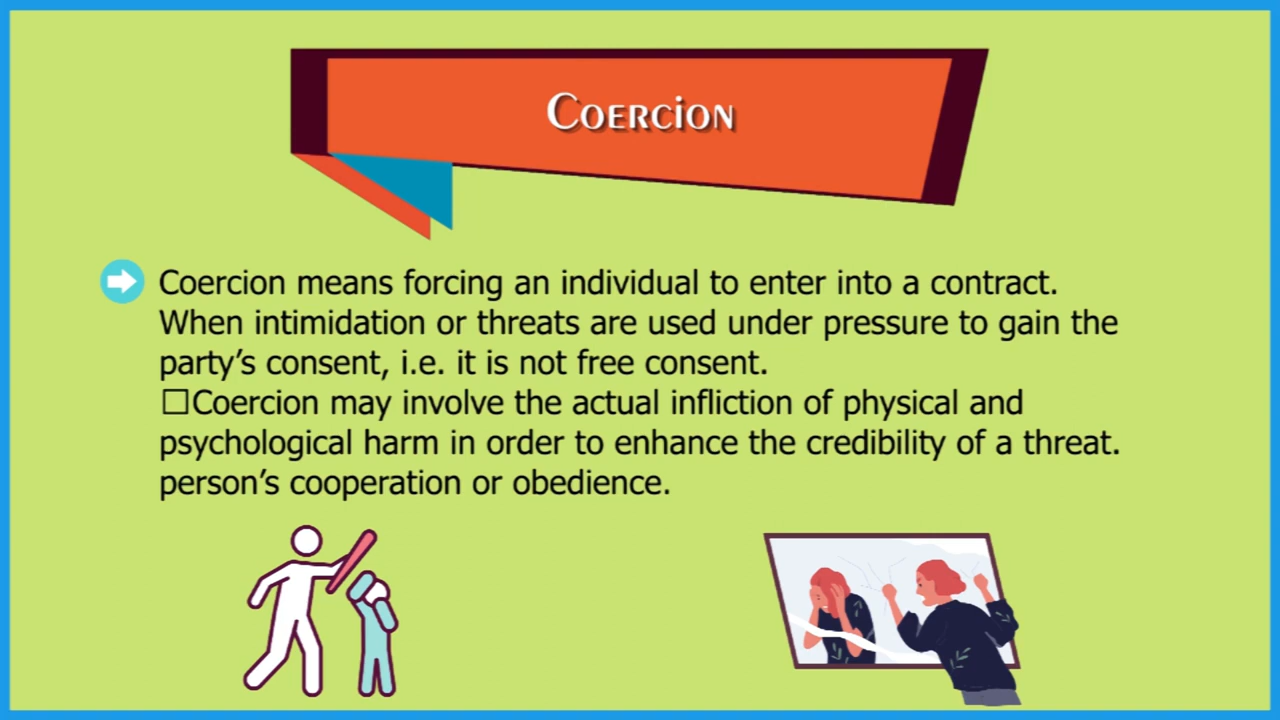 Coercion
Coercion means forcing an individual to enter into a contract.
When intimidation or threats are used under pressure to gain the
party’s consent, i.e. it is not free consent.
☐Coercion may involve the actual infliction of physical and
psychological harm in order to enhance the credibility of a threat.
person’s cooperation or obedience.